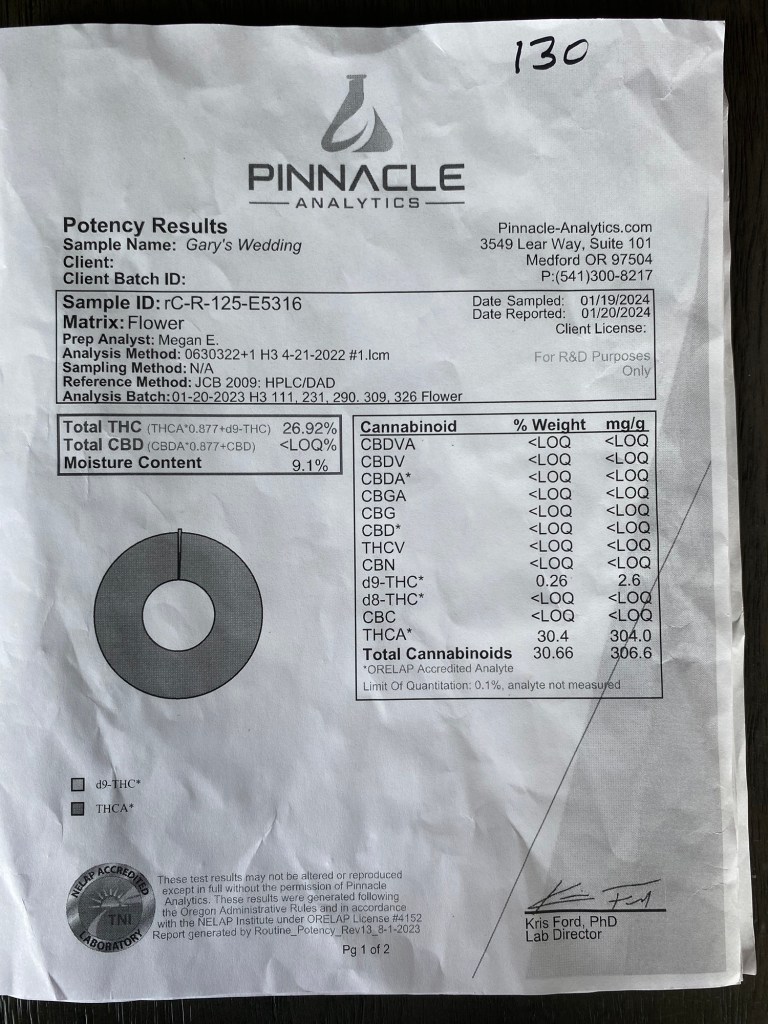 130
PINNACLE
ANALYTICS
Potency Results
Sample Name: Gary's Wedding
Client:
Client Batch ID:
Pinnacle-Analytics.com
3549 Lear Way, Suite 101
Medford OR 97504
P:(541)300-8217
Sample ID: rC-R-125-E5316
Matrix: Flower
Prep Analyst: Megan E.
Analysis Method: 0630322+1 H3 4-21-2022 #1.lcm
Sampling Method: N/A
Reference Method: JCB 2009: HPLC/DAD
Analysis Batch: 01-20-2023 H3 111, 231, 290. 309, 326 Flower
Date Sampled: 01/19/2024
Date Reported: 01/20/2024
Client License:
For R&D Purposes
Only
Total THC (THCA*0.877+d9-THC) 26.92%
Total CBD (CBDA*0.877+CBD) <LOQ%
Moisture Content 9.1%
Cannabinoid % Weight mg/g
CBDVA <LOQ <LOQ
CBDV <LOQ <LOQ
CBDA* <LOQ <LOQ
CBGA <LOQ <LOQ
CBG <LOQ <LOQ
CBD* <LOQ <LOQ
THCV <LOQ <LOQ
CBN <LOQ <LOQ
d9-THC* 0.26 2.6
d8-THC* <LOQ <LOQ
CBC <LOQ <LOQ
THCA* 30.4 304.0
Total Cannabinoids 30.66 306.6
*ORELAP Accredited Analyte
Limit Of Quantitation: 0.1%, analyte not measured
d9-THC*
THCA*
NELAP ACCREDITED
TNI
LABORATORY
These test results may not be altered or reproduced
except in full without the permission of Pinnacle
Analytics. These results were generated following
the Oregon Administrative Rules and in accordance
with the NELAP Institute under ORELAP License #4152
Report generated by Routine_Potency_Rev13_8-1-2023
Pg 1 of 2
Kris Ford, PhD
Lab Director